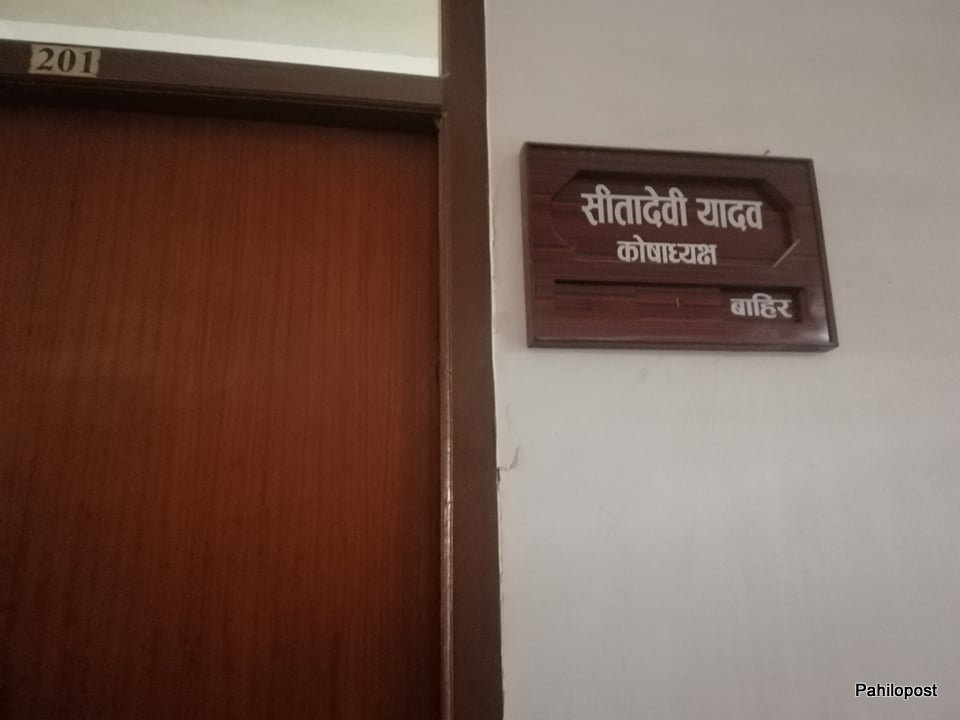 201
सीतादेवी यादव
कोषाध्यक्ष
बाहिर
Pahilopost